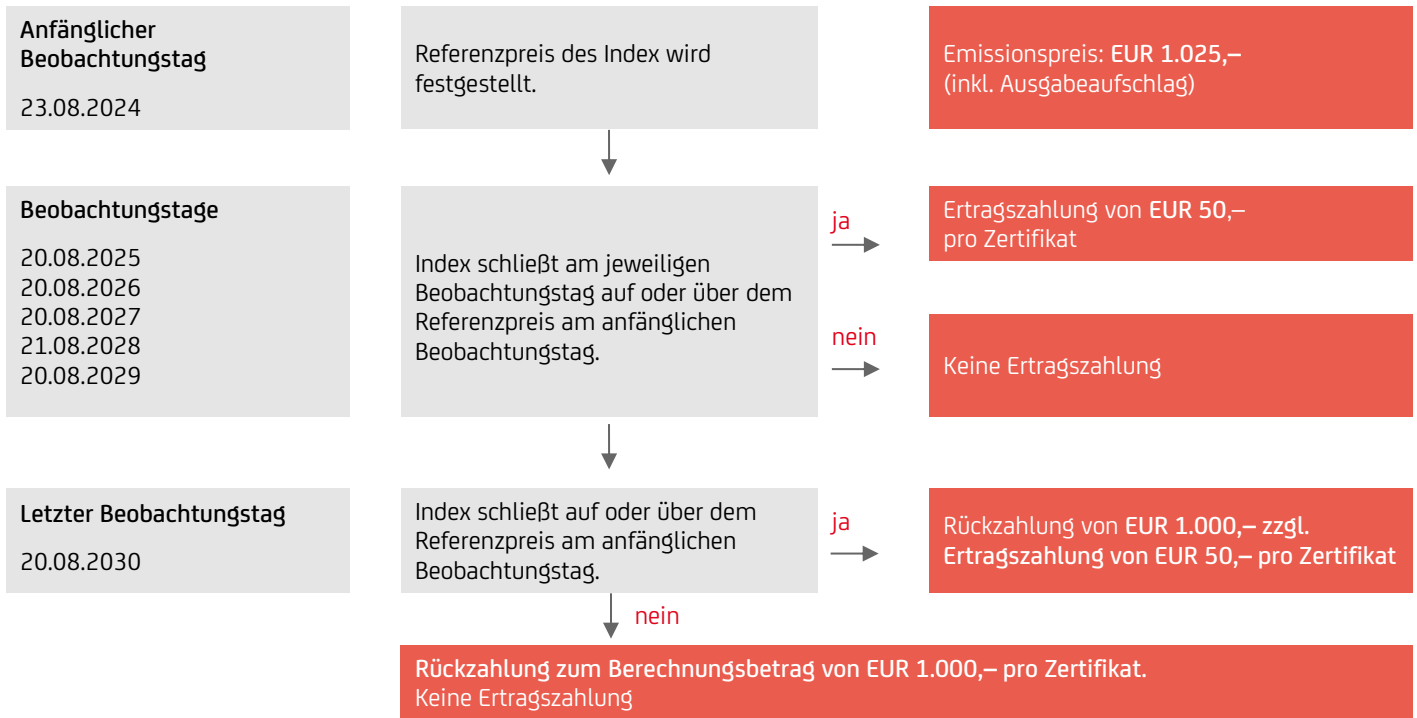 Anfänglicher
Beobachtungstag
23.08.2024
Referenzpreis des Index wird
festgestellt.
Emissionspreis: EUR 1.025,–
(inkl. Ausgabeaufschlag)
Beobachtungstage
20.08.2025
20.08.2026
20.08.2027
21.08.2028
20.08.2029
Index schließt am jeweiligen
Beobachtungstag auf oder über dem
Referenzpreis am anfänglichen
Beobachtungstag.
ja
Ertragszahlung von EUR 50,–
pro Zertifikat
nein
Keine Ertragszahlung
Letzter Beobachtungstag
20.08.2030
Index schließt auf oder über dem
Referenzpreis am anfänglichen
Beobachtungstag.
ja
Rückzahlung von EUR 1.000,– zzgl.
Ertragszahlung von EUR 50,– pro Zertifikat
nein
Rückzahlung zum Berechnungsbetrag von EUR 1.000,– pro Zertifikat.
Keine Ertragszahlung